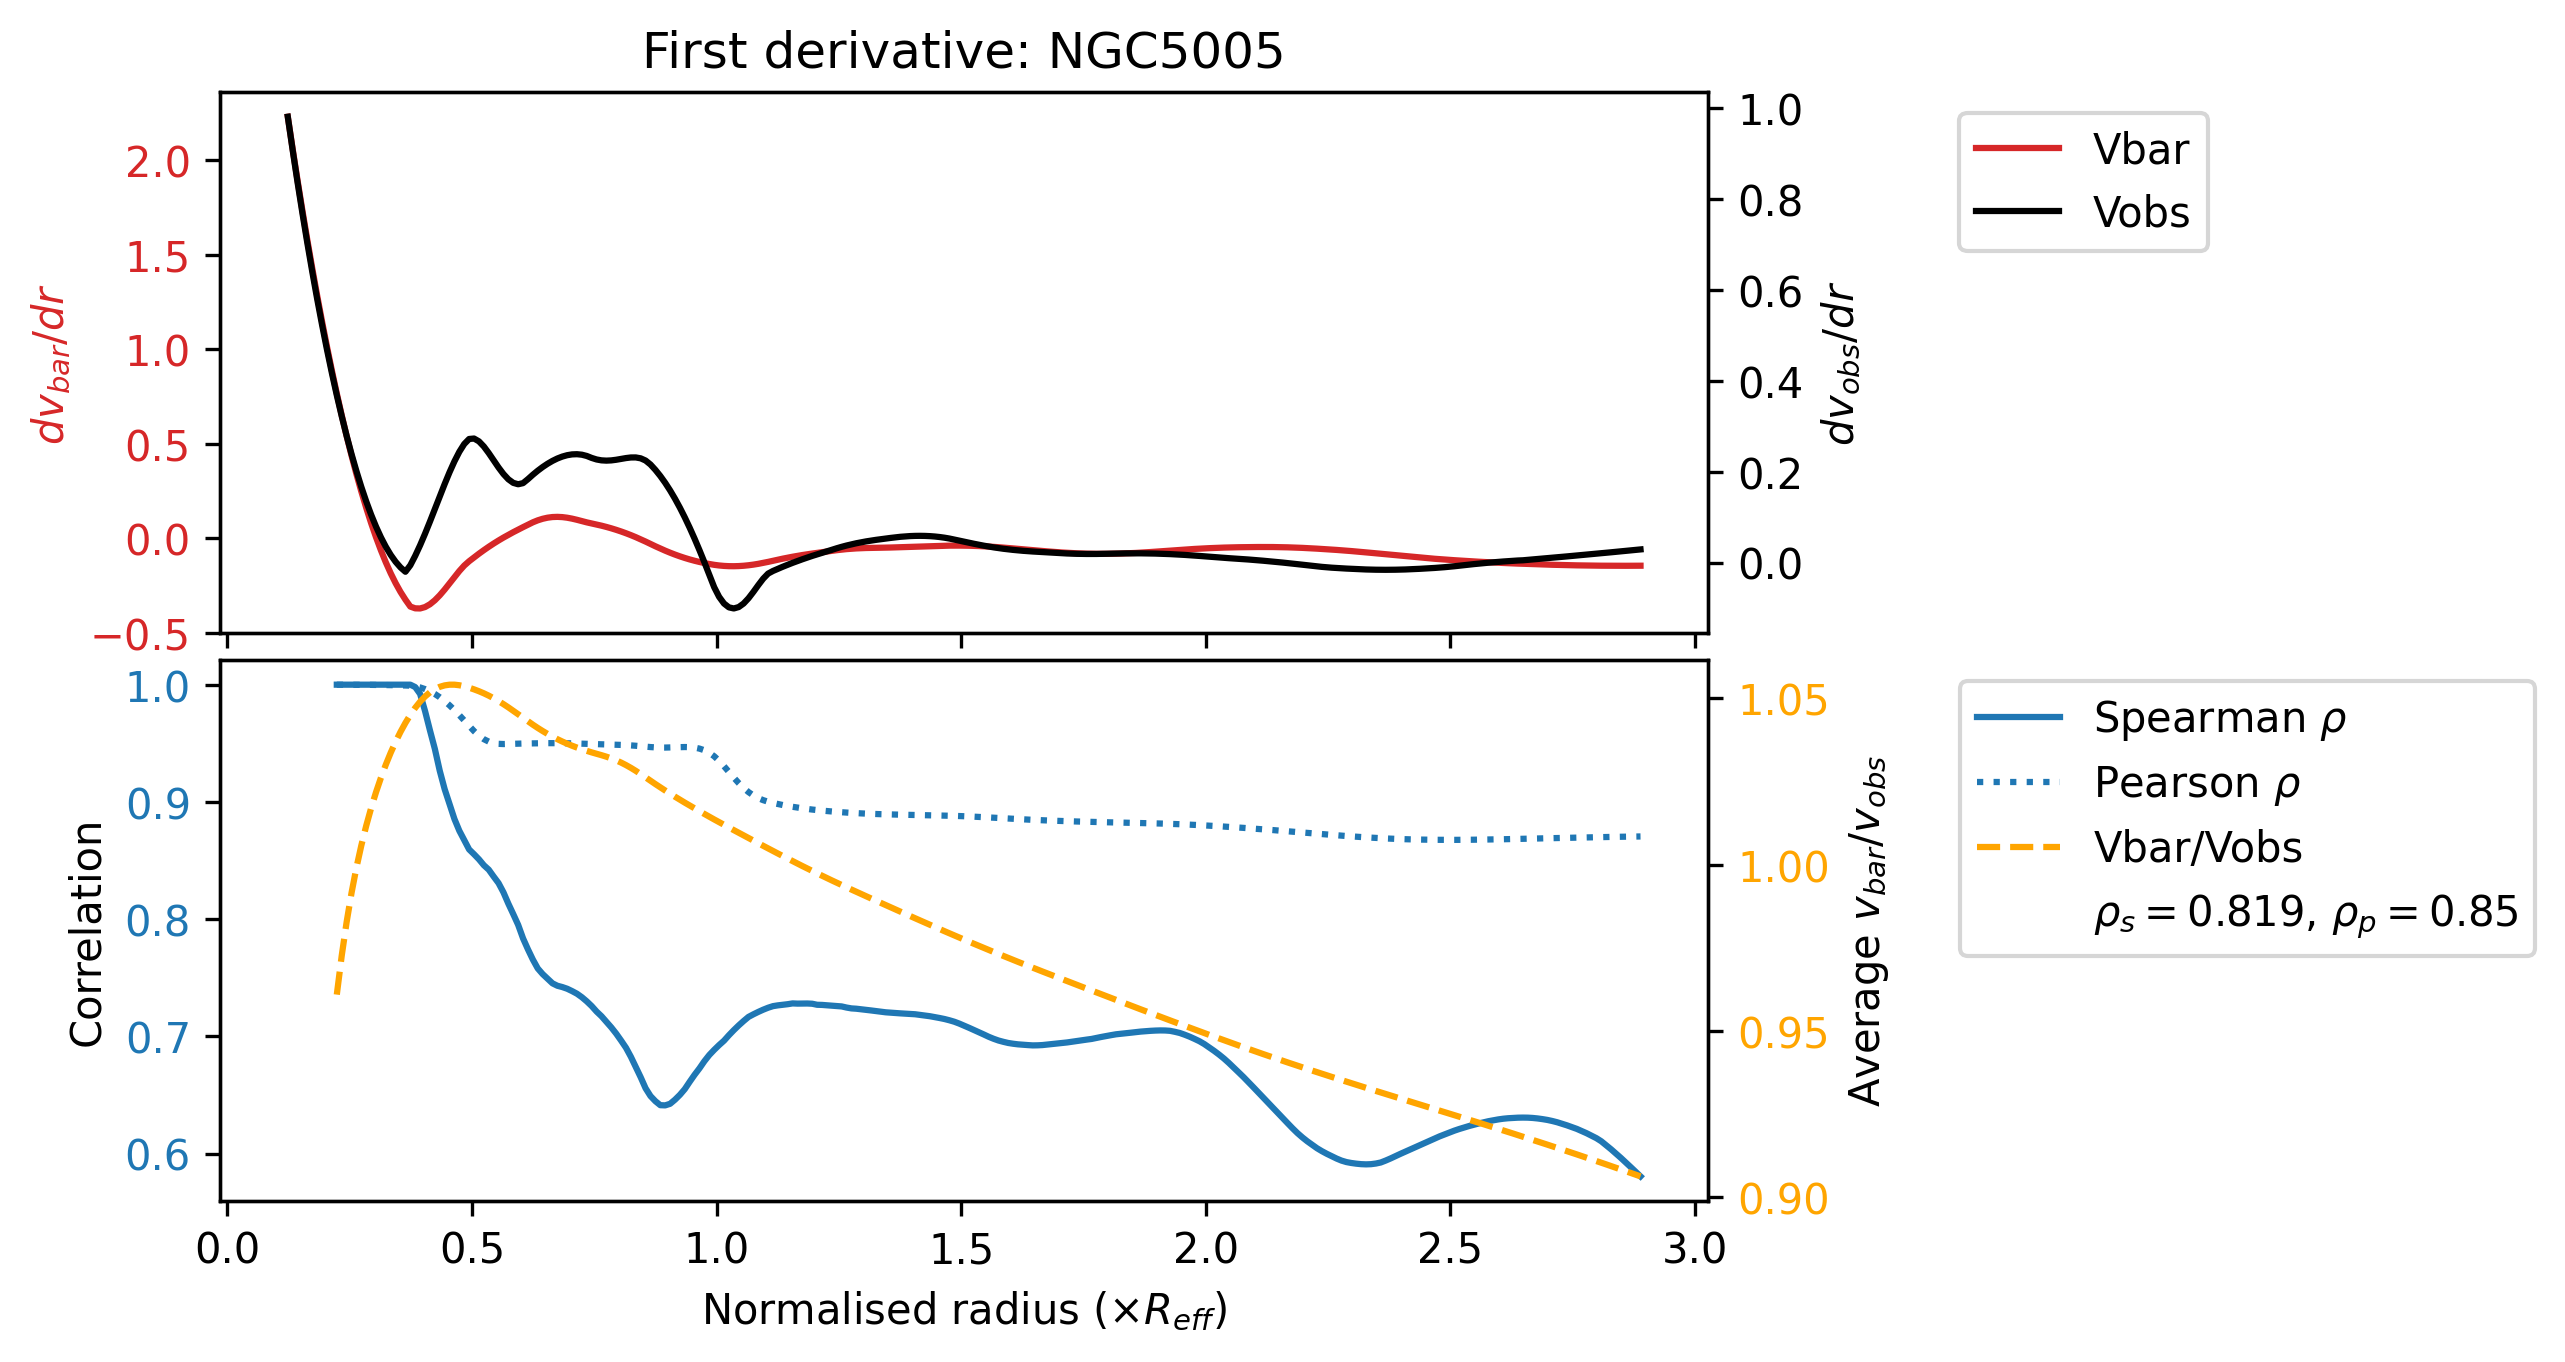 First derivative: NGC5005
2.0
1.5
1.0
0.5
0.0
−0.5
dv_bar/dr
1.0
0.8
0.6
0.4
0.2
0.0
dv_obs/dr
Vbar
Vobs
1.0
0.9
0.8
0.7
0.6
Correlation
1.05
1.00
0.95
0.90
Average v_bar/v_obs
Spearman ρ
Pearson ρ
Vbar/Vobs
ρ_s = 0.819, ρ_p = 0.85
0.0 0.5 1.0 1.5 2.0 2.5 3.0
Normalised radius (×R_eff)